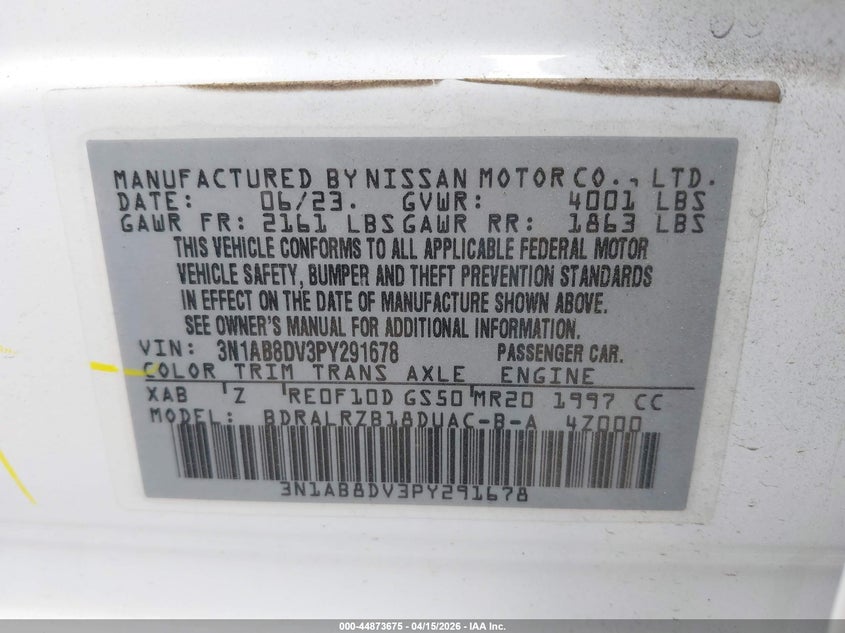 MANUFACTURED BY NISSAN MOTOR CO., LTD.
DATE: 06/23. GVWR: 4001 LBS
GAWR FR: 2161 LBS GAWR RR: 1863 LBS
THIS VEHICLE CONFORMS TO ALL APPLICABLE FEDERAL MOTOR
VEHICLE SAFETY, BUMPER AND THEFT PREVENTION STANDARDS
IN EFFECT ON THE DATE OF MANUFACTURE SHOWN ABOVE.
SEE OWNER'S MANUAL FOR ADDITIONAL INFORMATION.
VIN: 3N1AB8DV3PY291678 PASSENGER CAR.
COLOR TRIM TRANS AXLE ENGINE
XAB Z RE0F10D GS50 MR20 1997 CC
MODEL: BDRALRZB18DUAC-B-A 4Z000
3N1AB8DV3PY291678
000-44873675 - 04/15/2026 - IAA Inc.